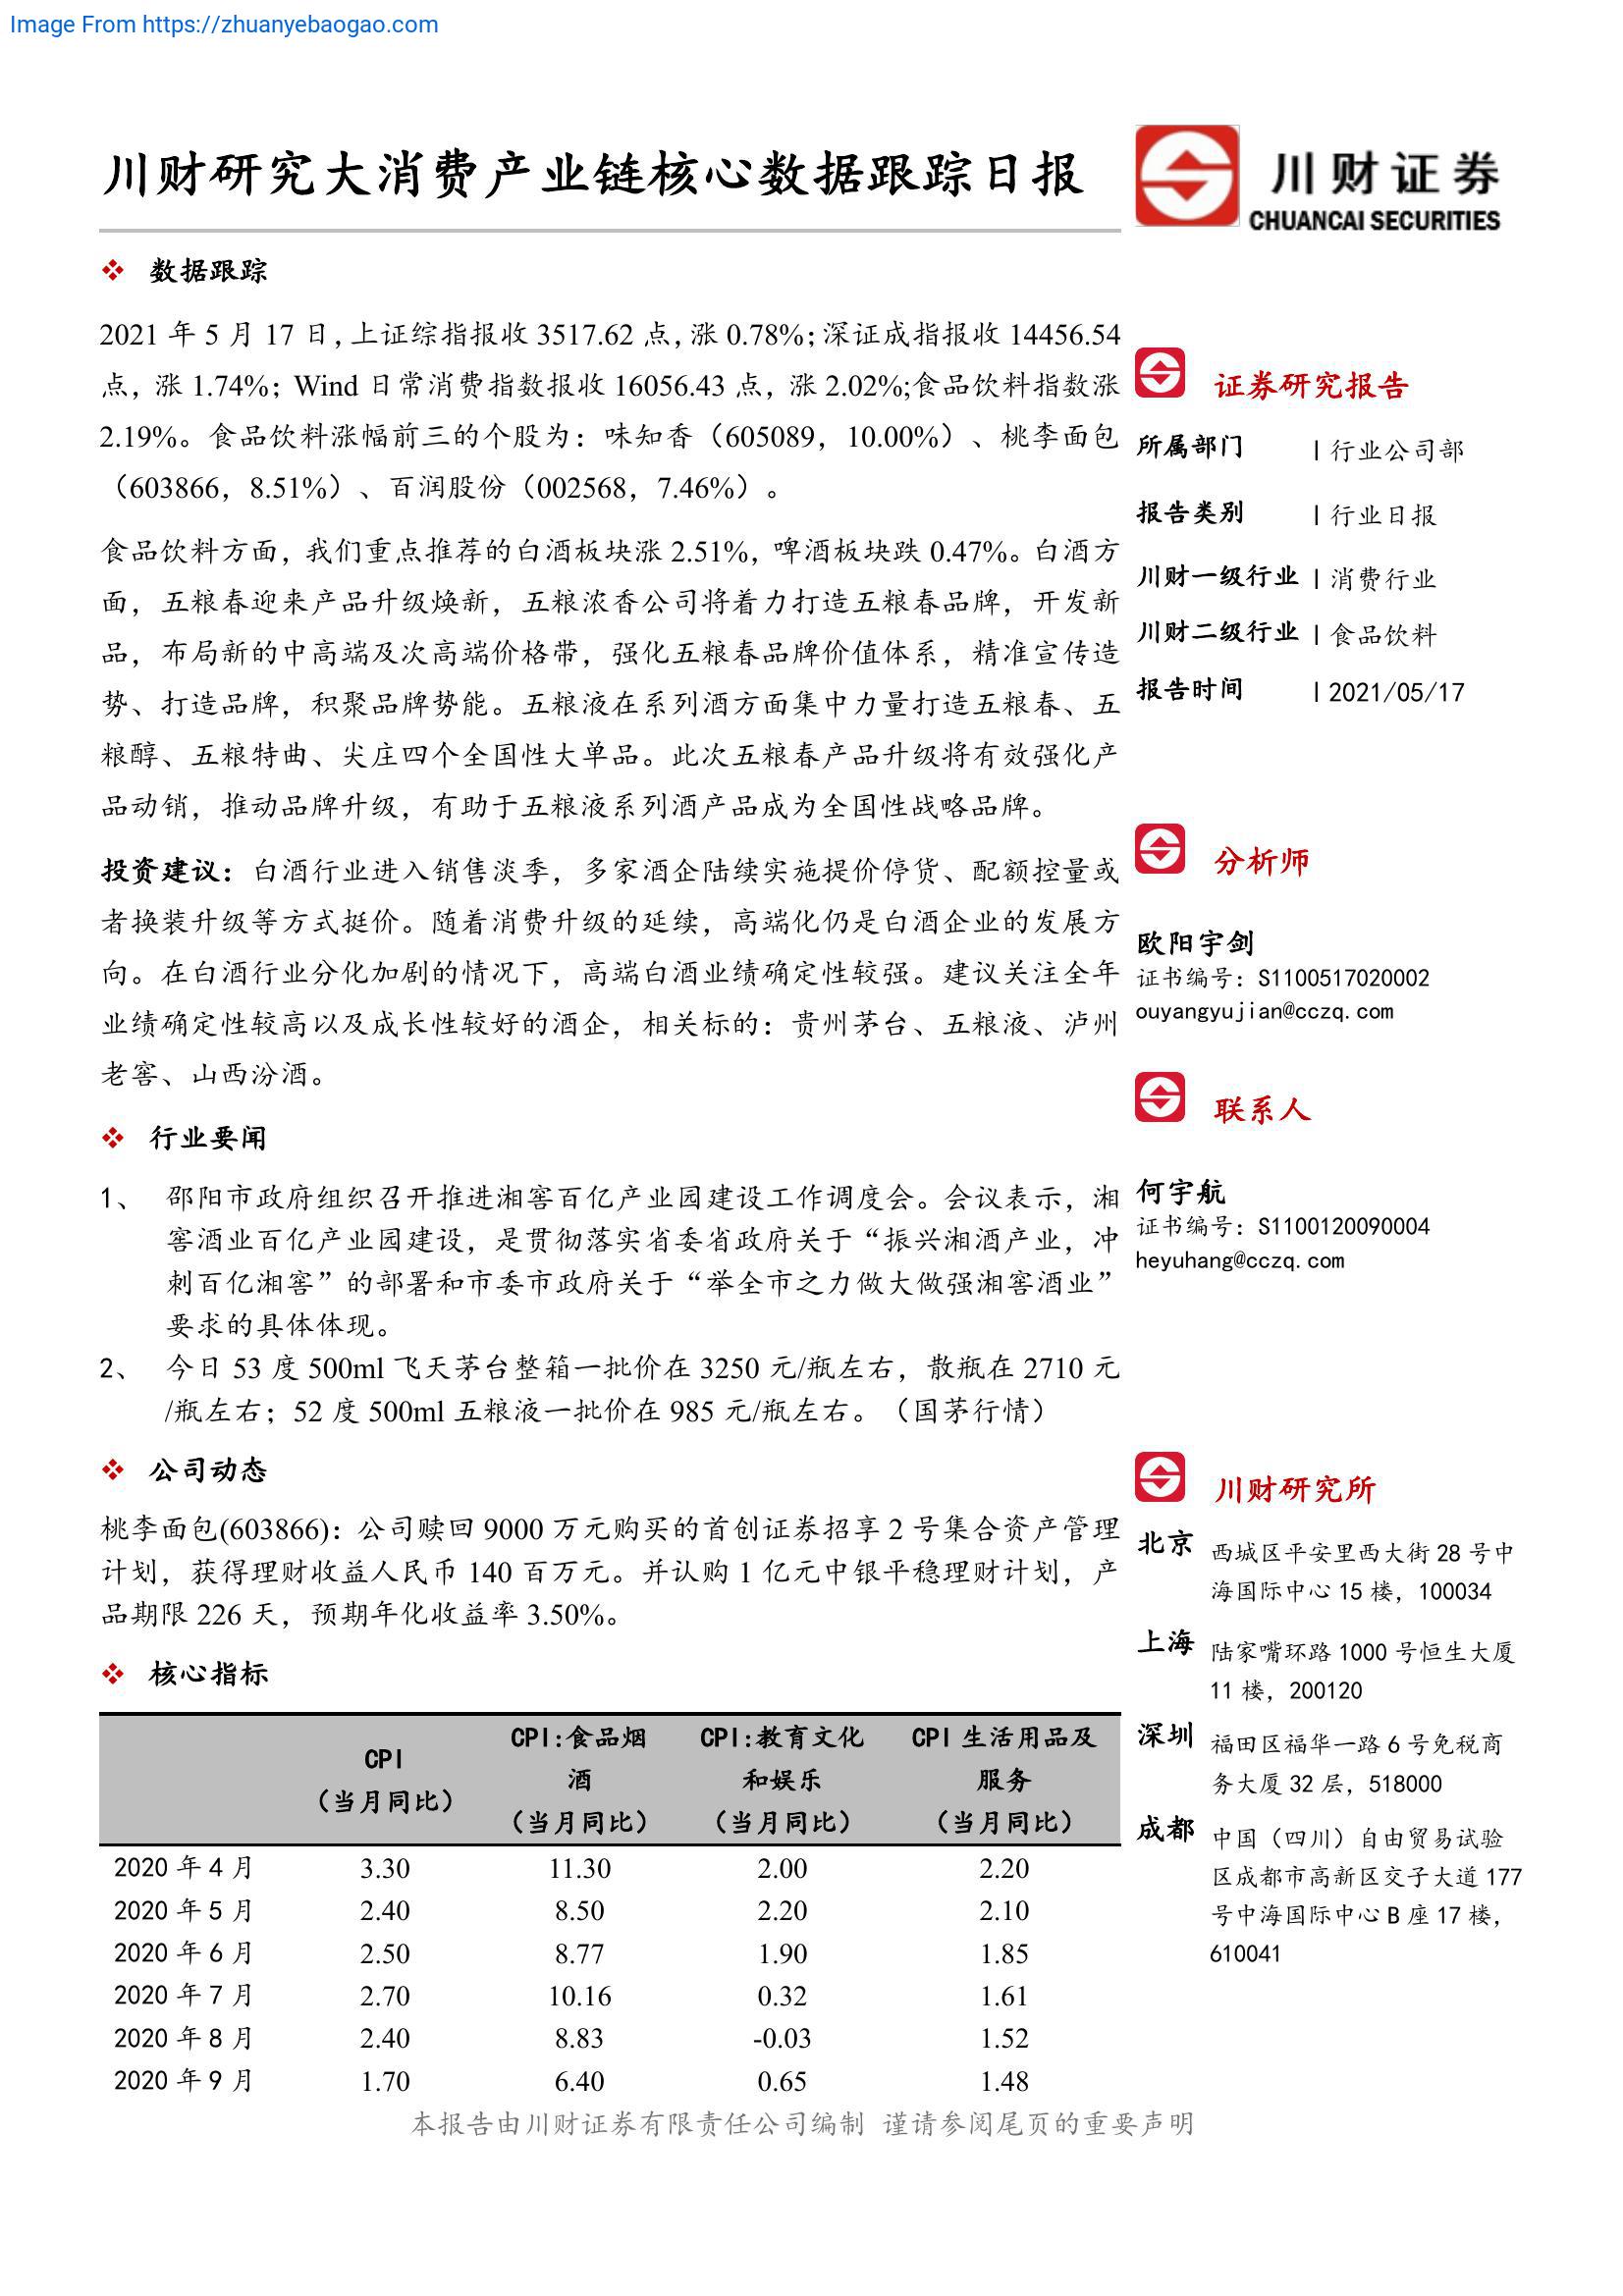 Image From https://zhuanyebaogao.com
川财研究大消费产业链核心数据跟踪日报
川财证券
CHUANCAI SECURITIES
❖ 数据跟踪
2021 年 5 月 17 日，上证综指报收 3517.62 点，涨 0.78%；深证成指报收 14456.54
点，涨 1.74%；Wind 日常消费指数报收 16056.43 点，涨 2.02%;食品饮料指数涨
2.19%。食品饮料涨幅前三的个股为：味知香（605089，10.00%）、桃李面包
（603866，8.51%）、百润股份（002568，7.46%）。
食品饮料方面，我们重点推荐的白酒板块涨 2.51%，啤酒板块跌 0.47%。白酒方
面，五粮春迎来产品升级焕新，五粮浓香公司将着力打造五粮春品牌，开发新
品，布局新的中高端及次高端价格带，强化五粮春品牌价值体系，精准宣传造
势、打造品牌，积聚品牌势能。五粮液在系列酒方面集中力量打造五粮春、五
粮醇、五粮特曲、尖庄四个全国性大单品。此次五粮春产品升级将有效强化产
品动销，推动品牌升级，有助于五粮液系列酒产品成为全国性战略品牌。
投资建议：白酒行业进入销售淡季，多家酒企陆续实施提价停货、配额控量或
者换装升级等方式挺价。随着消费升级的延续，高端化仍是白酒企业的发展方
向。在白酒行业分化加剧的情况下，高端白酒业绩确定性较强。建议关注全年
业绩确定性较高以及成长性较好的酒企，相关标的：贵州茅台、五粮液、泸州
老窖、山西汾酒。
❖ 行业要闻
1、 邵阳市政府组织召开推进湘窖百亿产业园建设工作调度会。会议表示，湘
窖酒业百亿产业园建设，是贯彻落实省委省政府关于“振兴湘酒产业，冲
刺百亿湘窖”的部署和市委市政府关于“举全市之力做大做强湘窖酒业”
要求的具体体现。
2、 今日 53 度 500ml 飞天茅台整箱一批价在 3250 元/瓶左右，散瓶在 2710 元
/瓶左右；52 度 500ml 五粮液一批价在 985 元/瓶左右。（国茅行情）
❖ 公司动态
桃李面包(603866)：公司赎回 9000 万元购买的首创证券招享 2 号集合资产管理
计划，获得理财收益人民币 140 百万元。并认购 1 亿元中银平稳理财计划，产
品期限 226 天，预期年化收益率 3.50%。
❖ 核心指标
CPI
（当月同比）
CPI:食品烟
酒
（当月同比）
CPI:教育文化
和娱乐
（当月同比）
CPI 生活用品及
服务
（当月同比）
2020 年 4 月 3.30 11.30 2.00 2.20
2020 年 5 月 2.40 8.50 2.20 2.10
2020 年 6 月 2.50 8.77 1.90 1.85
2020 年 7 月 2.70 10.16 0.32 1.61
2020 年 8 月 2.40 8.83 -0.03 1.52
2020 年 9 月 1.70 6.40 0.65 1.48
证券研究报告
所属部门 | 行业公司部
报告类别 | 行业日报
川财一级行业 | 消费行业
川财二级行业 | 食品饮料
报告时间 | 2021/05/17
分析师
欧阳宇剑
证书编号：S1100517020002
ouyangyujian@cczq.com
联系人
何宇航
证书编号：S1100120090004
heyuhang@cczq.com
川财研究所
北京 西城区平安里西大街 28 号中
海国际中心 15 楼，100034
上海 陆家嘴环路 1000 号恒生大厦
11 楼，200120
深圳 福田区福华一路 6 号免税商
务大厦 32 层，518000
成都 中国（四川）自由贸易试验
区成都市高新区交子大道 177
号中海国际中心 B 座 17 楼，
610041
本报告由川财证券有限责任公司编制 谨请参阅尾页的重要声明